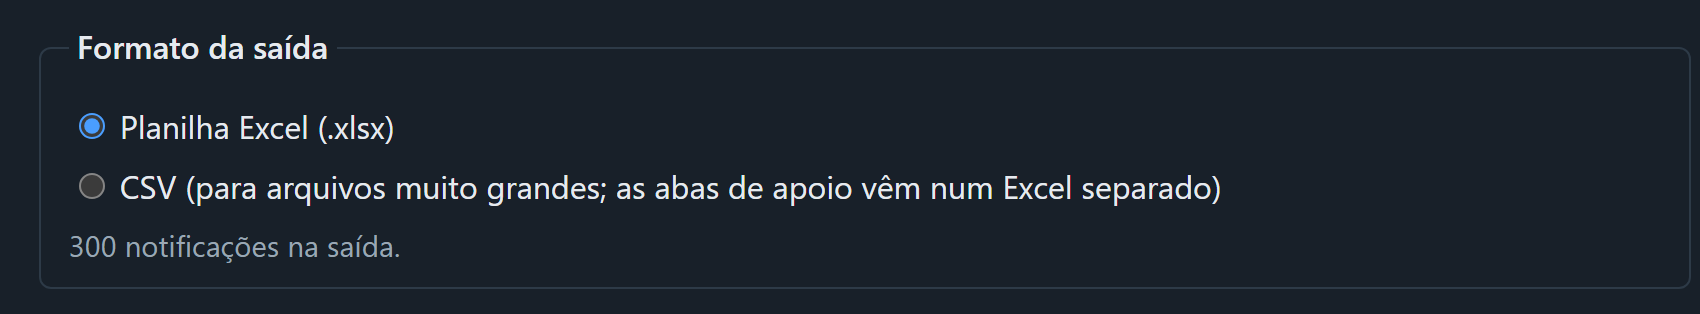 Formato da saída
Planilha Excel (.xlsx)
CSV (para arquivos muito grandes; as abas de apoio vêm num Excel separado)
300 notificações na saída.